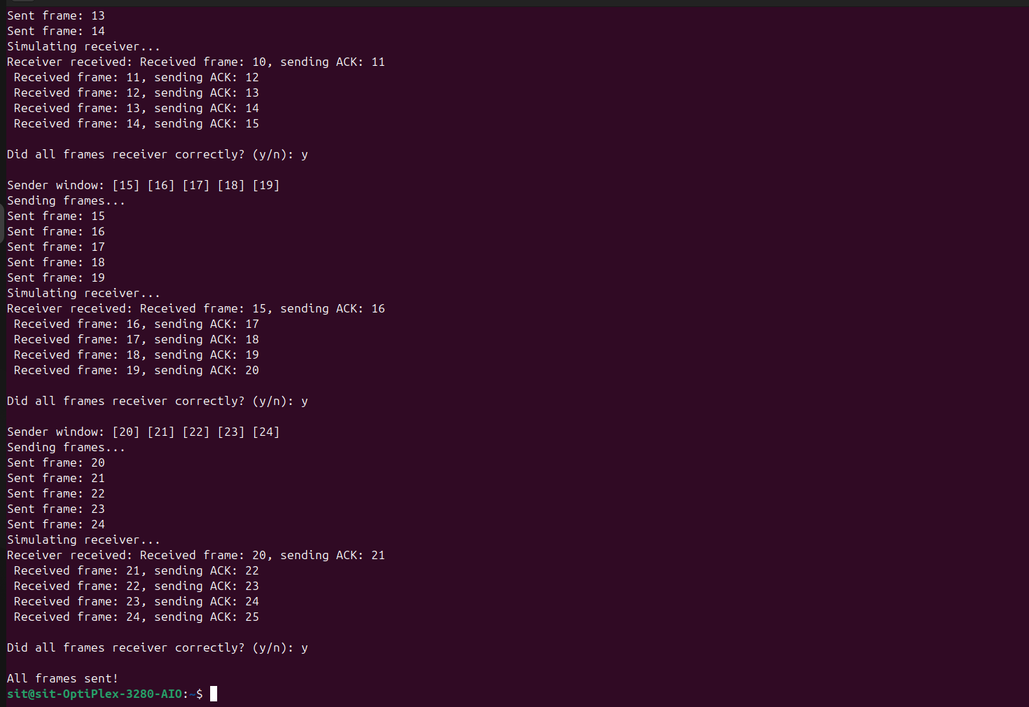 Sent frame: 13
Sent frame: 14
Simulating receiver...
Receiver received: Received frame: 10, sending ACK: 11
 Received frame: 11, sending ACK: 12
 Received frame: 12, sending ACK: 13
 Received frame: 13, sending ACK: 14
 Received frame: 14, sending ACK: 15

Did all frames receiver correctly? (y/n): y

Sender window: [15] [16] [17] [18] [19]
Sending frames...
Sent frame: 15
Sent frame: 16
Sent frame: 17
Sent frame: 18
Sent frame: 19
Simulating receiver...
Receiver received: Received frame: 15, sending ACK: 16
 Received frame: 16, sending ACK: 17
 Received frame: 17, sending ACK: 18
 Received frame: 18, sending ACK: 19
 Received frame: 19, sending ACK: 20

Did all frames receiver correctly? (y/n): y

Sender window: [20] [21] [22] [23] [24]
Sending frames...
Sent frame: 20
Sent frame: 21
Sent frame: 22
Sent frame: 23
Sent frame: 24
Simulating receiver...
Receiver received: Received frame: 20, sending ACK: 21
 Received frame: 21, sending ACK: 22
 Received frame: 22, sending ACK: 23
 Received frame: 23, sending ACK: 24
 Received frame: 24, sending ACK: 25

Did all frames receiver correctly? (y/n): y

All frames sent!
sit@sit-OptiPlex-3280-AIO:~$